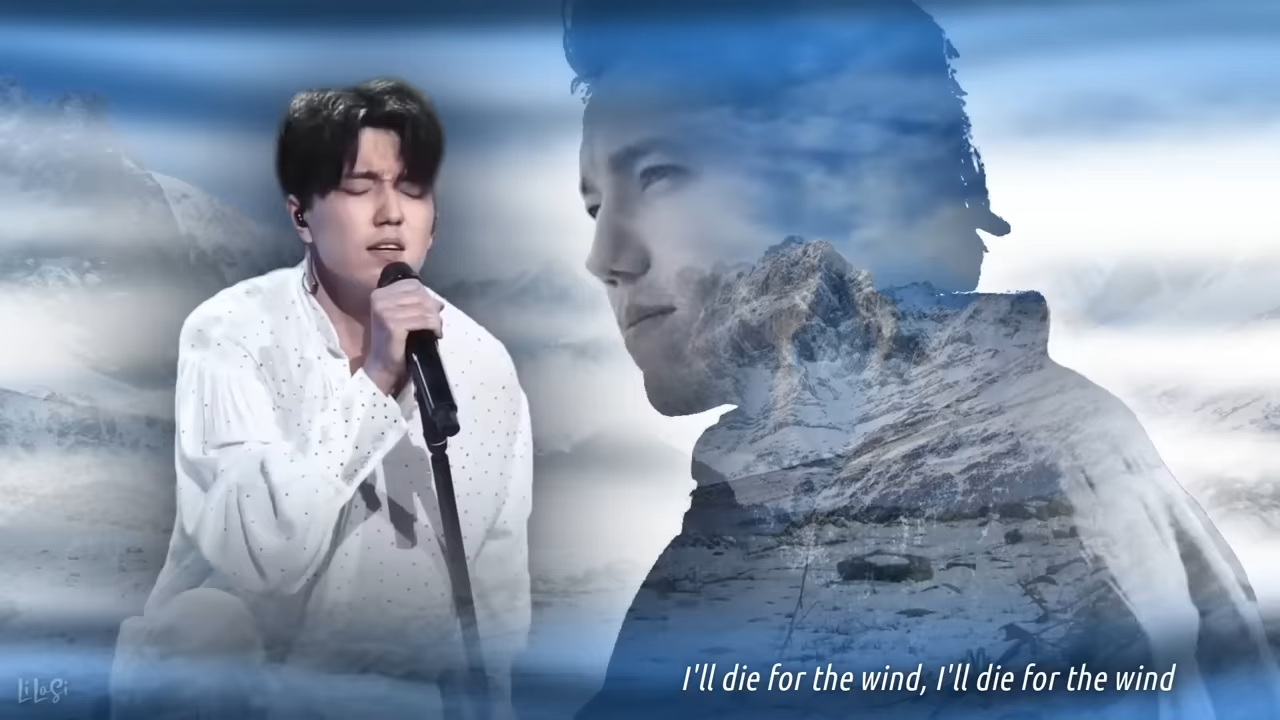 I'll die for the wind, I'll die for the wind
LiLaSi